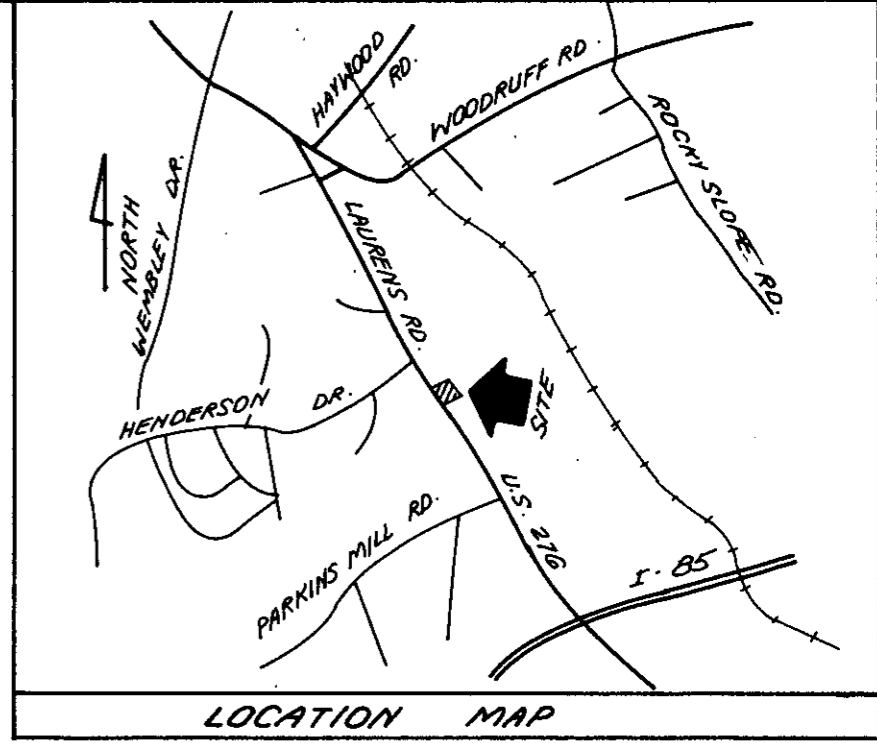 HAYWOOD
RD.
WOODRUFF RD.
ROCKY SLOPE RD.
NORTH
WEMBLEY DR.
LAURENS RD.
HENDERSON DR.
SITE
U.S. 276
PARKINS MILL RD.
I-85
LOCATION MAP